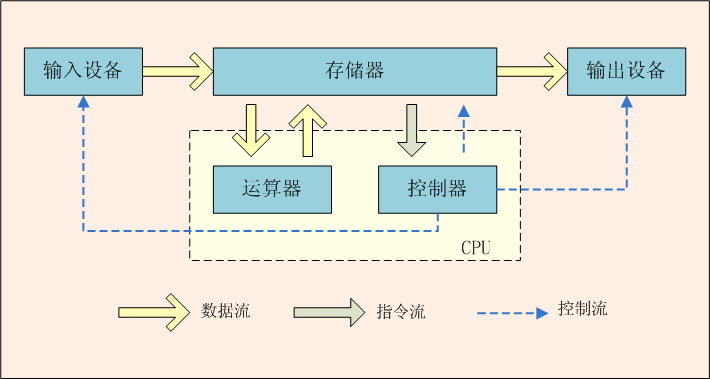 输入设备
存储器
输出设备
运算器
控制器
CPU
数据流
指令流
控制流